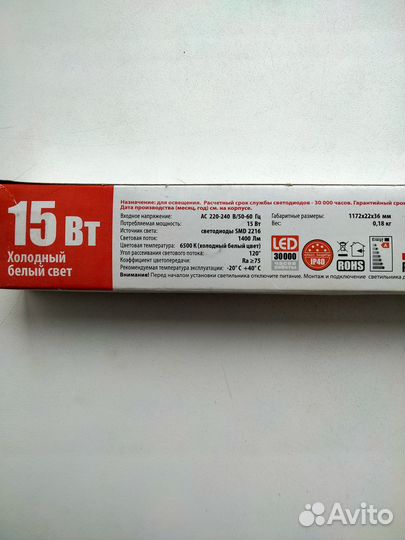 15 Вт
Холодный
белый свет
Назначение: для освещения. Расчетный срок службы светодиодов - 30 000 часов. Гарантийный
Дата производства (месяц, год) см. на корпусе.
Входное напряжение: AC 220-240 В/50-60 Гц
Потребляемая мощность: 15 Вт
Источник света: светодиоды SMD 2216
Световой поток: 1400 Лм
Цветовая температура: 6500 К (холодный белый цвет)
Угол рассеивания светового потока: 120°
Коэффициент цветопередачи: Ra ≥75
Рекомендуемая температура эксплуатации: -20° C +40° C
Внимание! Перед началом установки светильника отключите питание. Монтаж и подключение светильника
Габаритные размеры: 1172x22x36 мм
Вес: 0,18 кг
LED
30000
IP40
ROHS
A
Avito